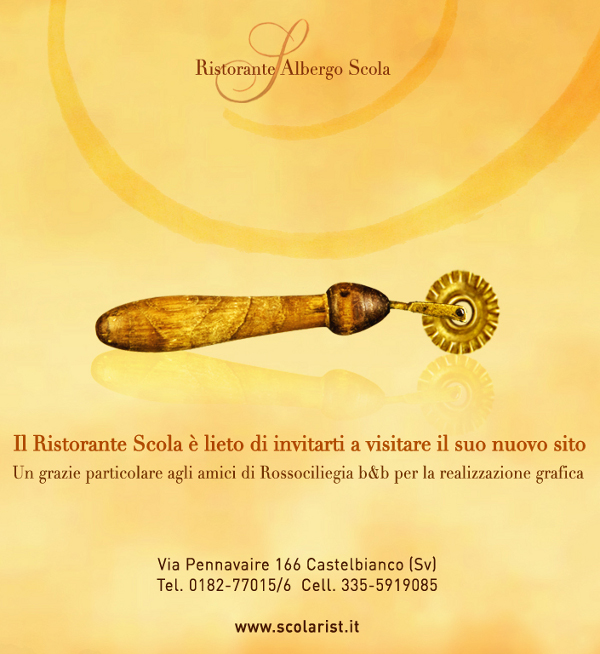 Ristorante Albergo Scola
Il Ristorante Scola è lieto di invitarti a visitare il suo nuovo sito
Un grazie particolare agli amici di Rossociliegia b&b per la realizzazione grafica
Via Pennavaire 166 Castelbianco (Sv)
Tel. 0182-77015/6 Cell. 335-5919085
www.scolarist.it